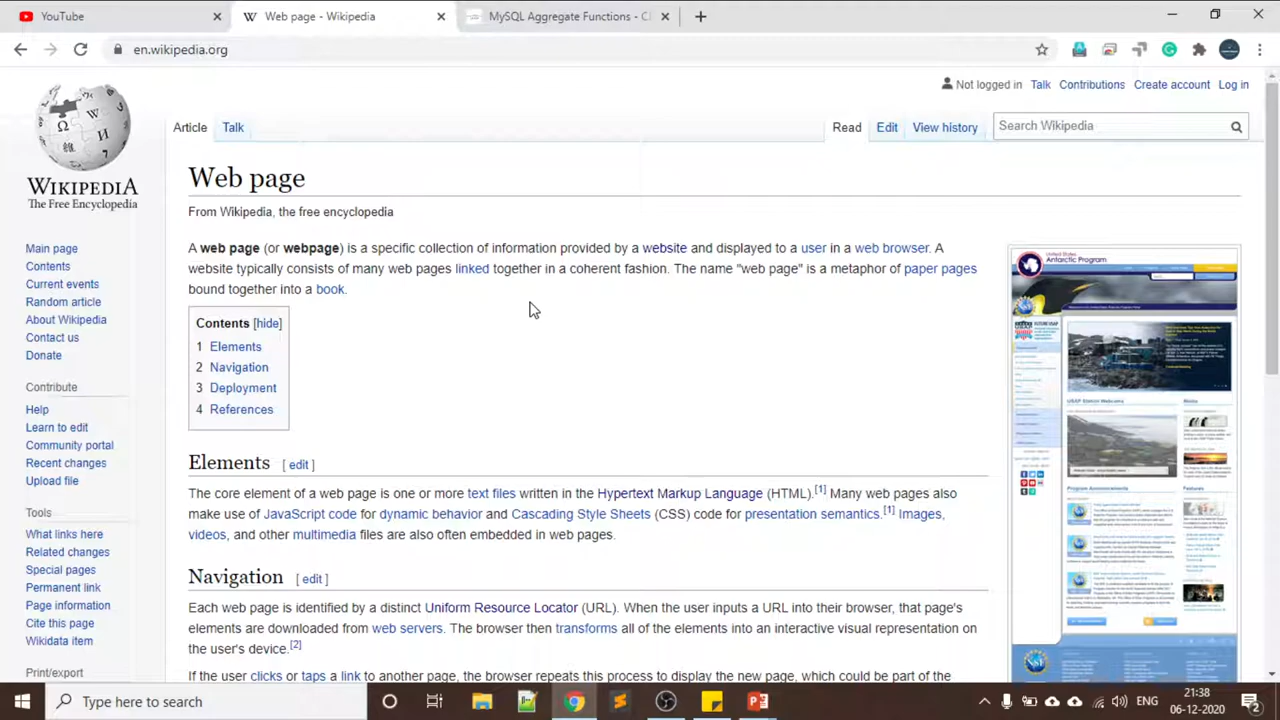 YouTube
Web page - Wikipedia
MySQL Aggregate Functions - C
en.wikipedia.org
Not logged in Talk Contributions Create account Log in
Article Talk
Read Edit View history
Search Wikipedia
WIKIPEDIA
The Free Encyclopedia
Web page
From Wikipedia, the free encyclopedia
A web page (or webpage) is a specific collection of information provided by a website and displayed to a user in a web browser. A
website typically consists of many web pages linked together in a coherent fashion. The name "web page" is a metaphor of paper pages
bound together into a book.
Contents [hide]
1 Elements
2 Navigation
3 Deployment
4 References
Main page
Contents
Current events
Random article
About Wikipedia
Contact us
Donate
Contribute
Help
Learn to edit
Community portal
Recent changes
Upload file
Tools
What links here
Related changes
Special pages
Permanent link
Page information
Cite this page
Wikidata item
Print/export
Elements [ edit ]
The core element of a web page is one or more text files written in the Hypertext Markup Language (HTML).[1] Many web pages also
make use of JavaScript code for dynamic behavior and Cascading Style Sheets (CSS) code for presentation semantics.[1] Images,
videos, and other multimedia files are also often embedded in web pages.
Navigation [ edit ]
Each web page is identified by a distinct Uniform Resource Locator (URL). When the user inputs a URL into their browser, that page's
elements are downloaded from web servers. The browser transforms all of the elements into an interactive visual representation on
the user's device.[2]
If the user clicks or taps a link to another page, the browser repeats this process to display the new page, which could be part of the
United States
Antarctic Program
USAP Station Webcams
Program Announcements
Features
Type here to search
ENG
21:38
06-12-2020
2